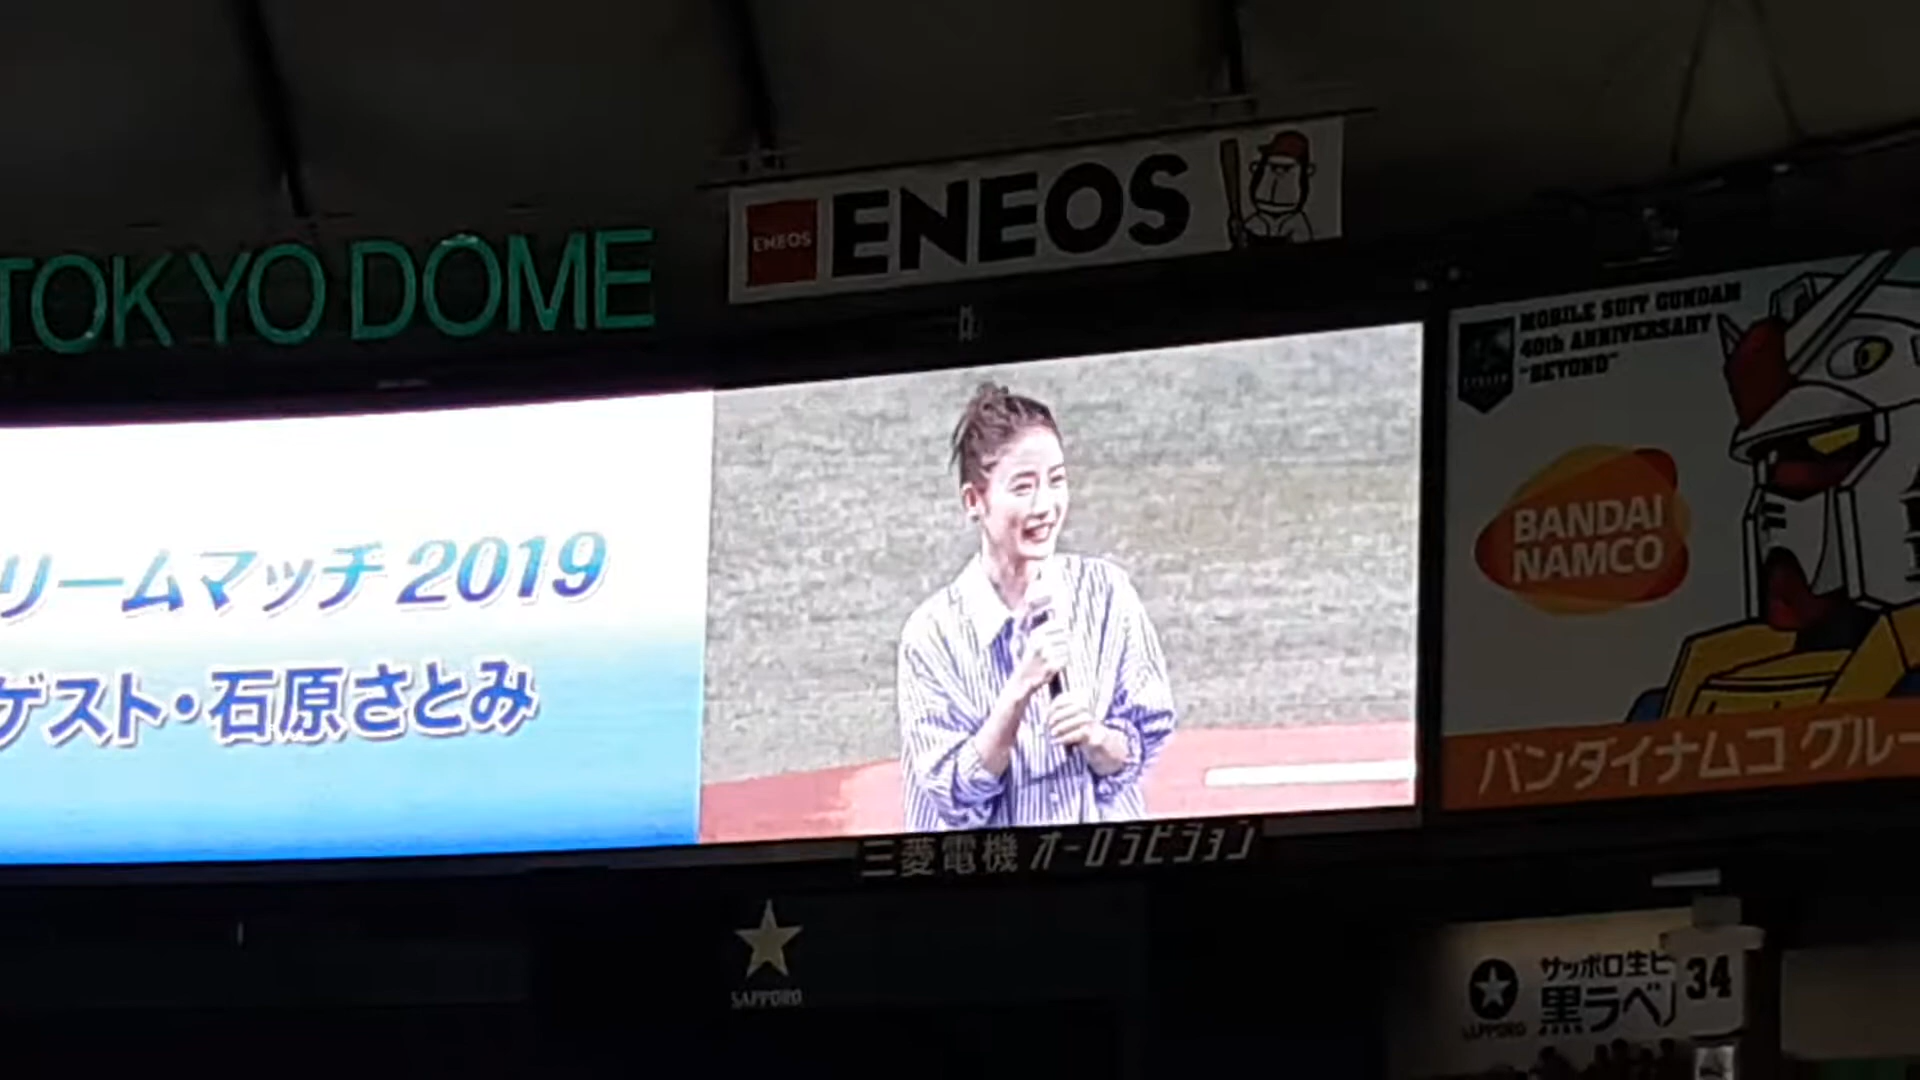 TOKYO DOME
ENEOS
ENEOS
MOBILE SUIT GUNDAM
40th ANNIVERSARY
"BEYOND"
リームマッチ 2019
ゲスト・石原さとみ
BANDAI
NAMCO
バンダイナムコ グルー
三菱電機 オーロラビジョン
SAPPORO
サッポロ生ビ
黒ラベ
SAPPORO
34